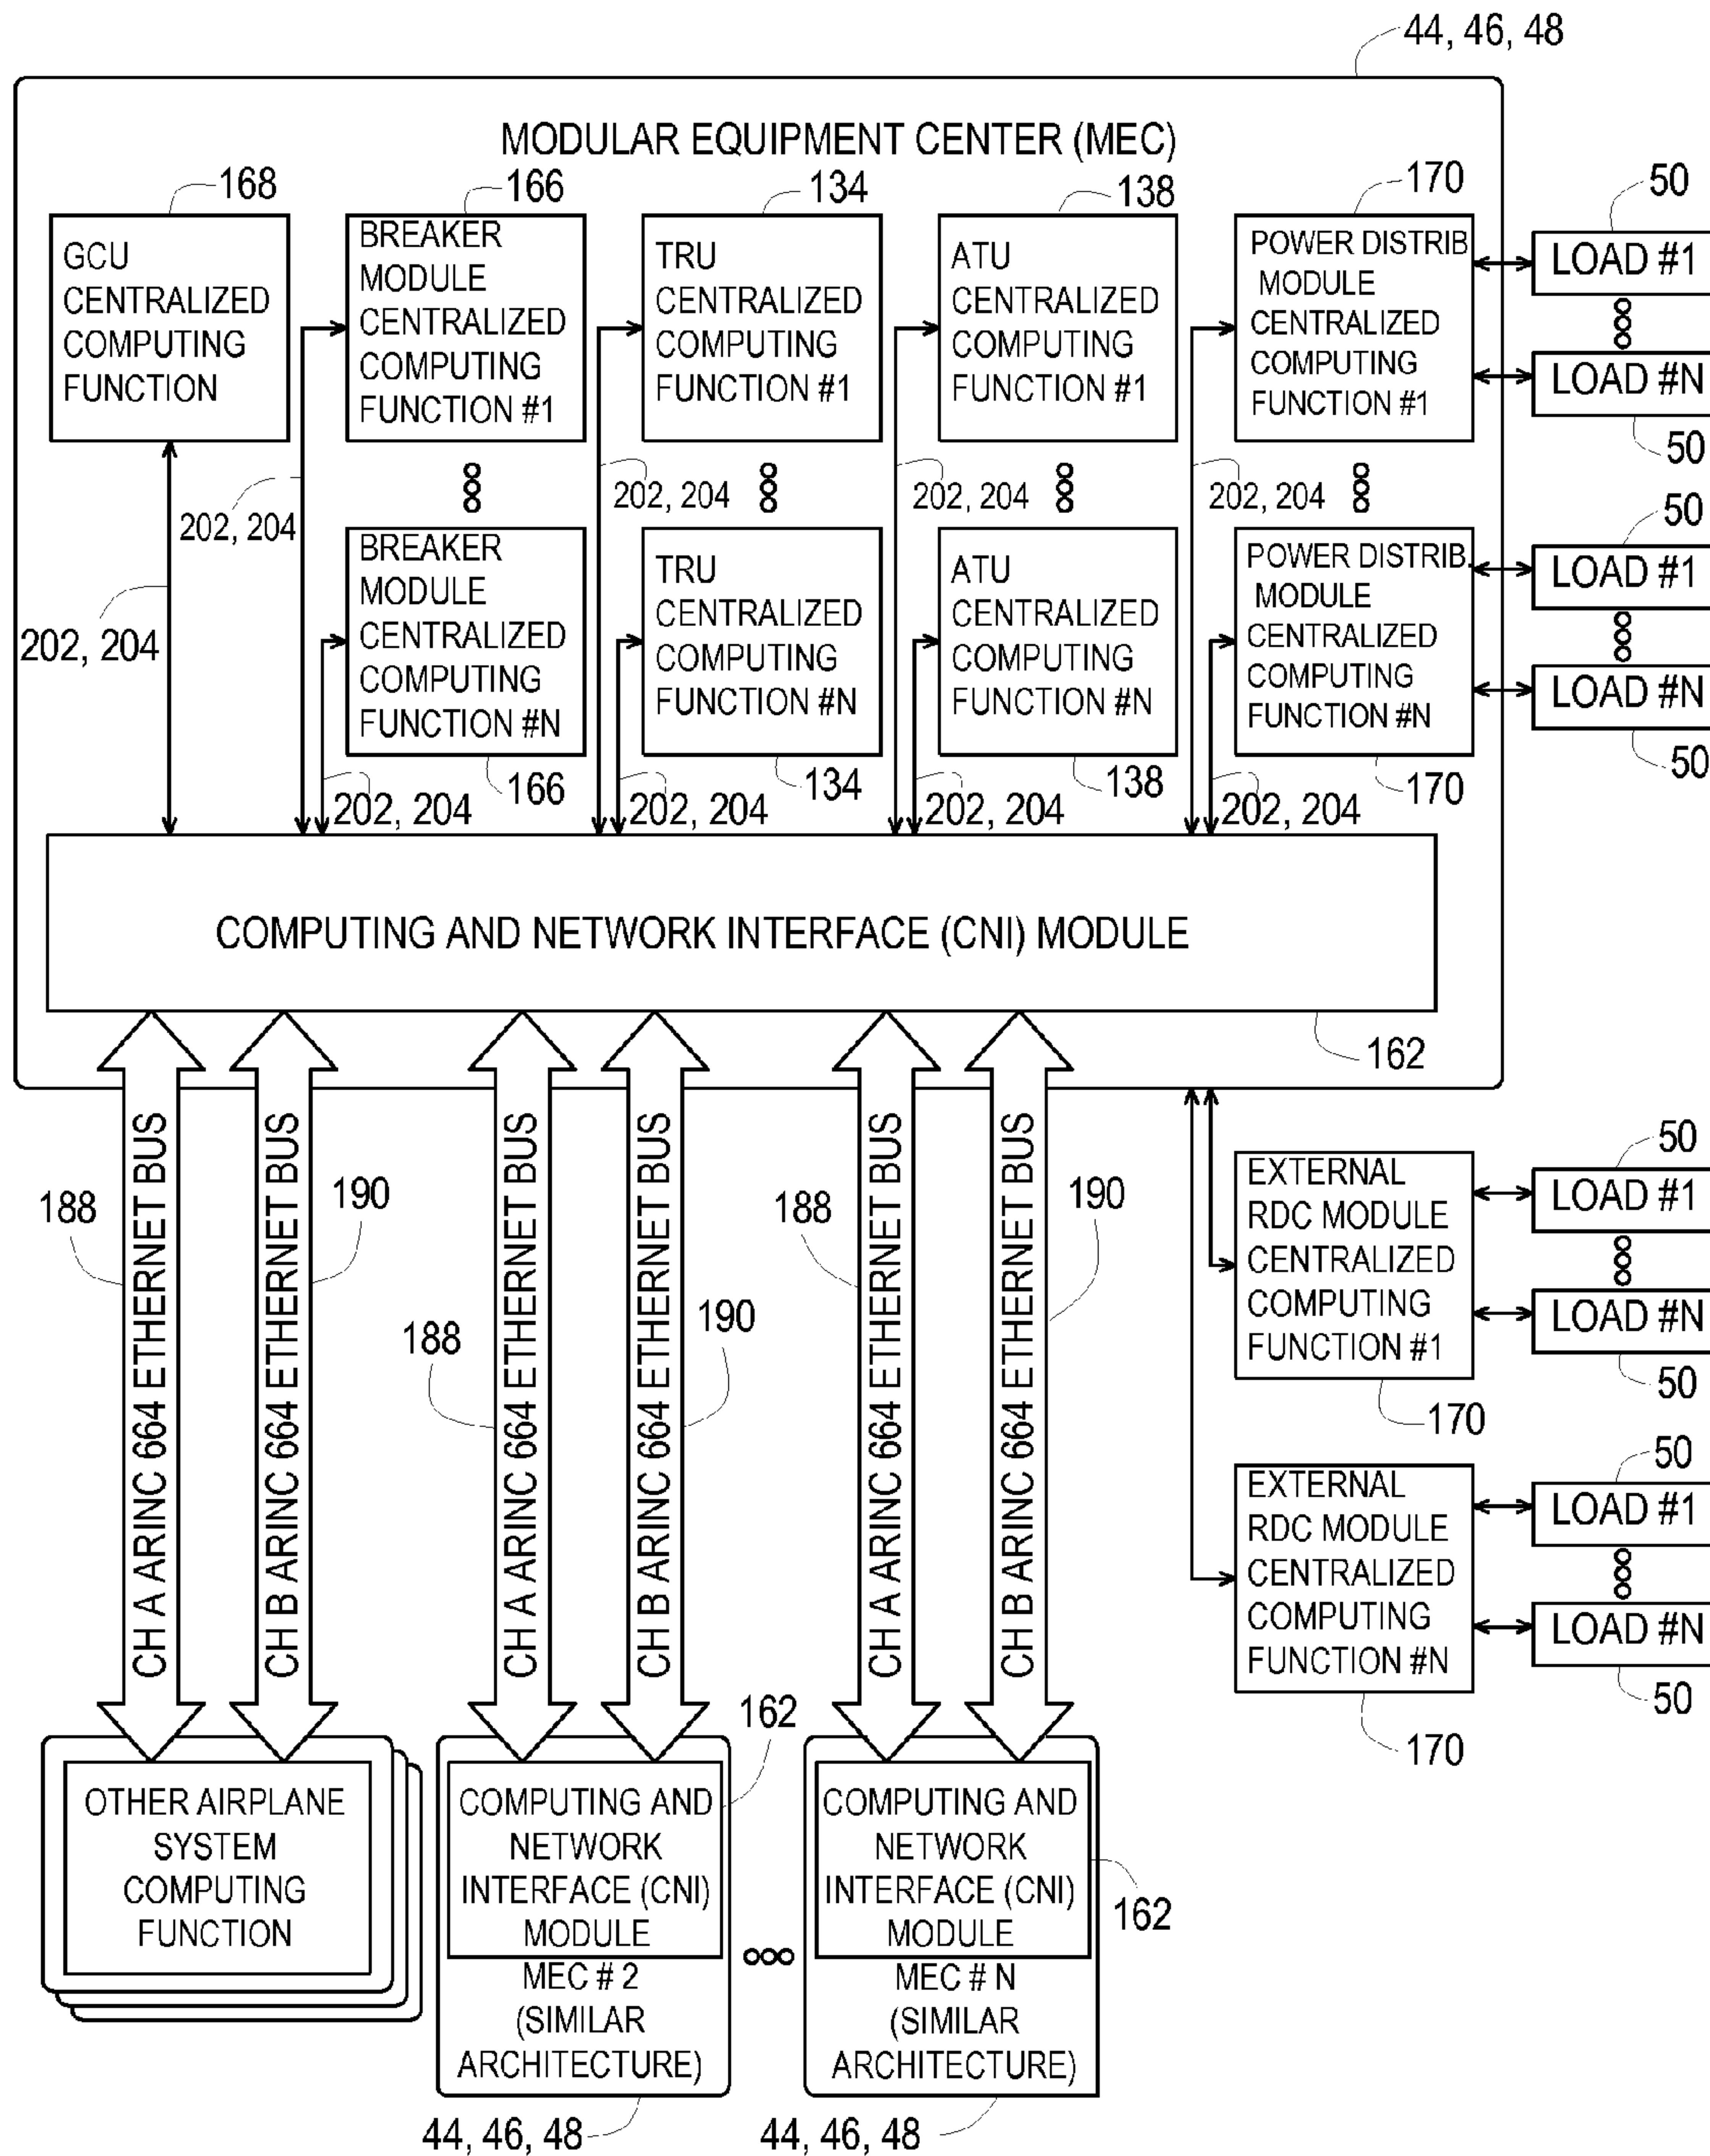 44, 46, 48
MODULAR EQUIPMENT CENTER (MEC)
168
166
134
138
170
50
GCU
CENTRALIZED
COMPUTING
FUNCTION
BREAKER
MODULE
CENTRALIZED
COMPUTING
FUNCTION #1
TRU
CENTRALIZED
COMPUTING
FUNCTION #1
ATU
CENTRALIZED
COMPUTING
FUNCTION #1
POWER DISTRIB
MODULE
CENTRALIZED
COMPUTING
FUNCTION #1
LOAD #1
LOAD #N
50
202, 204
202, 204
202, 204
202, 204
202, 204
50
BREAKER
MODULE
CENTRALIZED
COMPUTING
FUNCTION #N
TRU
CENTRALIZED
COMPUTING
FUNCTION #N
ATU
CENTRALIZED
COMPUTING
FUNCTION #N
POWER DISTRIB.
MODULE
CENTRALIZED
COMPUTING
FUNCTION #N
LOAD #1
LOAD #N
50
166
134
138
170
202, 204
202, 204
202, 204
202, 204
COMPUTING AND NETWORK INTERFACE (CNI) MODULE
162
188
CH A ARINC 664 ETHERNET BUS
CH B ARINC 664 ETHERNET BUS
190
188
CH A ARINC 664 ETHERNET BUS
CH B ARINC 664 ETHERNET BUS
190
188
CH A ARINC 664 ETHERNET BUS
CH B ARINC 664 ETHERNET BUS
190
50
EXTERNAL
RDC MODULE
CENTRALIZED
COMPUTING
FUNCTION #1
LOAD #1
LOAD #N
50
170
50
EXTERNAL
RDC MODULE
CENTRALIZED
COMPUTING
FUNCTION #N
LOAD #1
LOAD #N
50
170
OTHER AIRPLANE
SYSTEM
COMPUTING
FUNCTION
162
COMPUTING AND
NETWORK
INTERFACE (CNI)
MODULE
MEC # 2
(SIMILAR
ARCHITECTURE)
44, 46, 48
COMPUTING AND
NETWORK
INTERFACE (CNI)
MODULE
162
MEC # N
(SIMILAR
ARCHITECTURE)
44, 46, 48